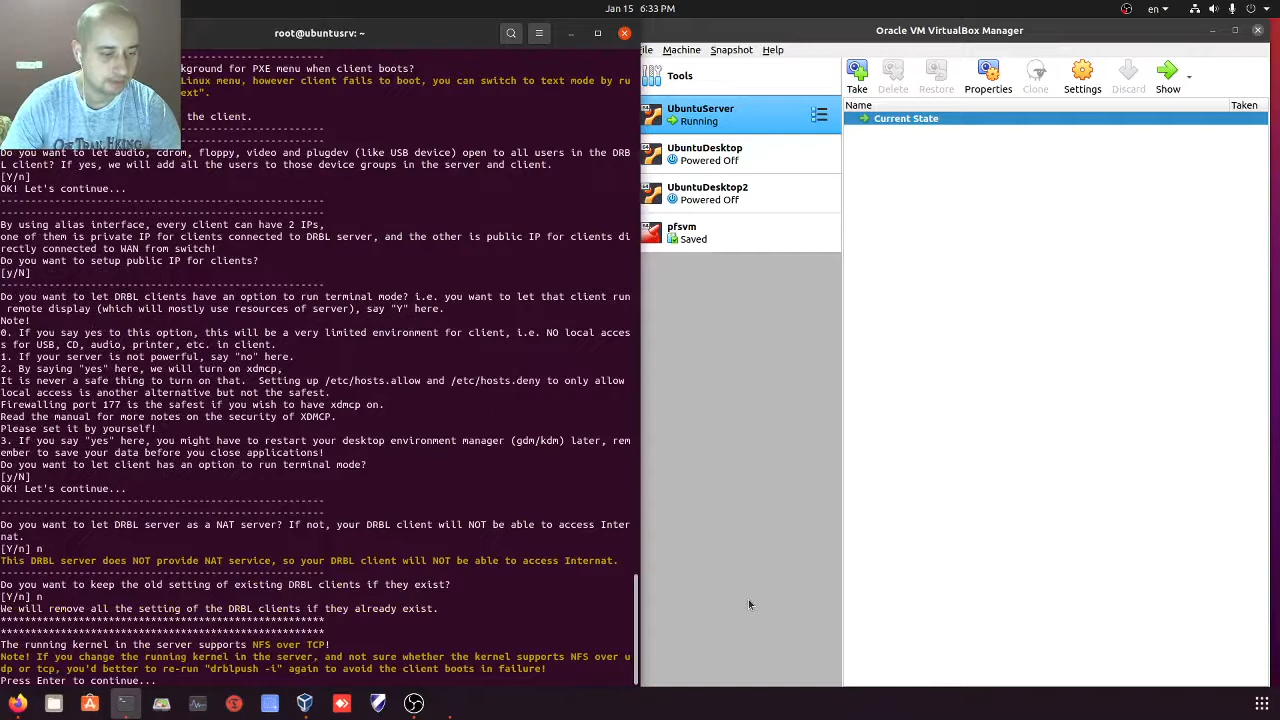 Jan 15  6:33 PM
en
root@ubuntusrv: ~
kground for PXE menu when client boots?
Linux menu, however client fails to boot, you can switch to text mode by ru
ext".
the client.
Do you want to let audio, cdrom, floppy, video and plugdev (like USB device) open to all users in the DRB
L client? If yes, we will add all the users to those device groups in the server and client.
[Y/n]
OK! Let's continue...
By using alias interface, every client can have 2 IPs,
one of them is private IP for clients connected to DRBL server, and the other is public IP for clients di
rectly connected to WAN from switch!
Do you want to setup public IP for clients?
[y/N]
Do you want to let DRBL clients have an option to run terminal mode? i.e. you want to let that client run
remote display (which will mostly use resources of server), say "Y" here.
Note!
0. If you say yes to this option, this will be a very limited environment for client, i.e. NO local acces
s for USB, CD, audio, printer, etc. in client.
1. If your server is not powerful, say "no" here.
2. By saying "yes" here, we will turn on xdmcp,
It is never a safe thing to turn on that.  Setting up /etc/hosts.allow and /etc/hosts.deny to only allow
local access is another alternative but not the safest.
Firewalling port 177 is the safest if you wish to have xdmcp on.
Read the manual for more notes on the security of XDMCP.
Please set it by yourself!
3. If you say "yes" here, you might have to restart your desktop environment manager (gdm/kdm) later, rem
ember to save your data before you close applications!
Do you want to let client has an option to run terminal mode?
[y/N]
OK! Let's continue...
Do you want to let DRBL server as a NAT server? If not, your DRBL client will NOT be able to access Inter
nat.
[Y/n] n
This DRBL server does NOT provide NAT service, so your DRBL client will NOT be able to access Internat.
Do you want to keep the old setting of existing DRBL clients if they exist?
[Y/n] n
We will remove all the setting of the DRBL clients if they already exist.
******************************************************
******************************************************
The running kernel in the server supports NFS over TCP!
Note! If you change the running kernel in the server, and not sure whether the kernel supports NFS over u
dp or tcp, you'd better to re-run "drblpush -i" again to avoid the client boots in failure!
Press Enter to continue...
Oracle VM VirtualBox Manager
ile Machine Snapshot Help
Tools
Take Delete Restore Properties Clone Settings Discard Show
Name Taken
Current State
UbuntuServer
Running
UbuntuDesktop
Powered Off
UbuntuDesktop2
Powered Off
pfsvm
Saved